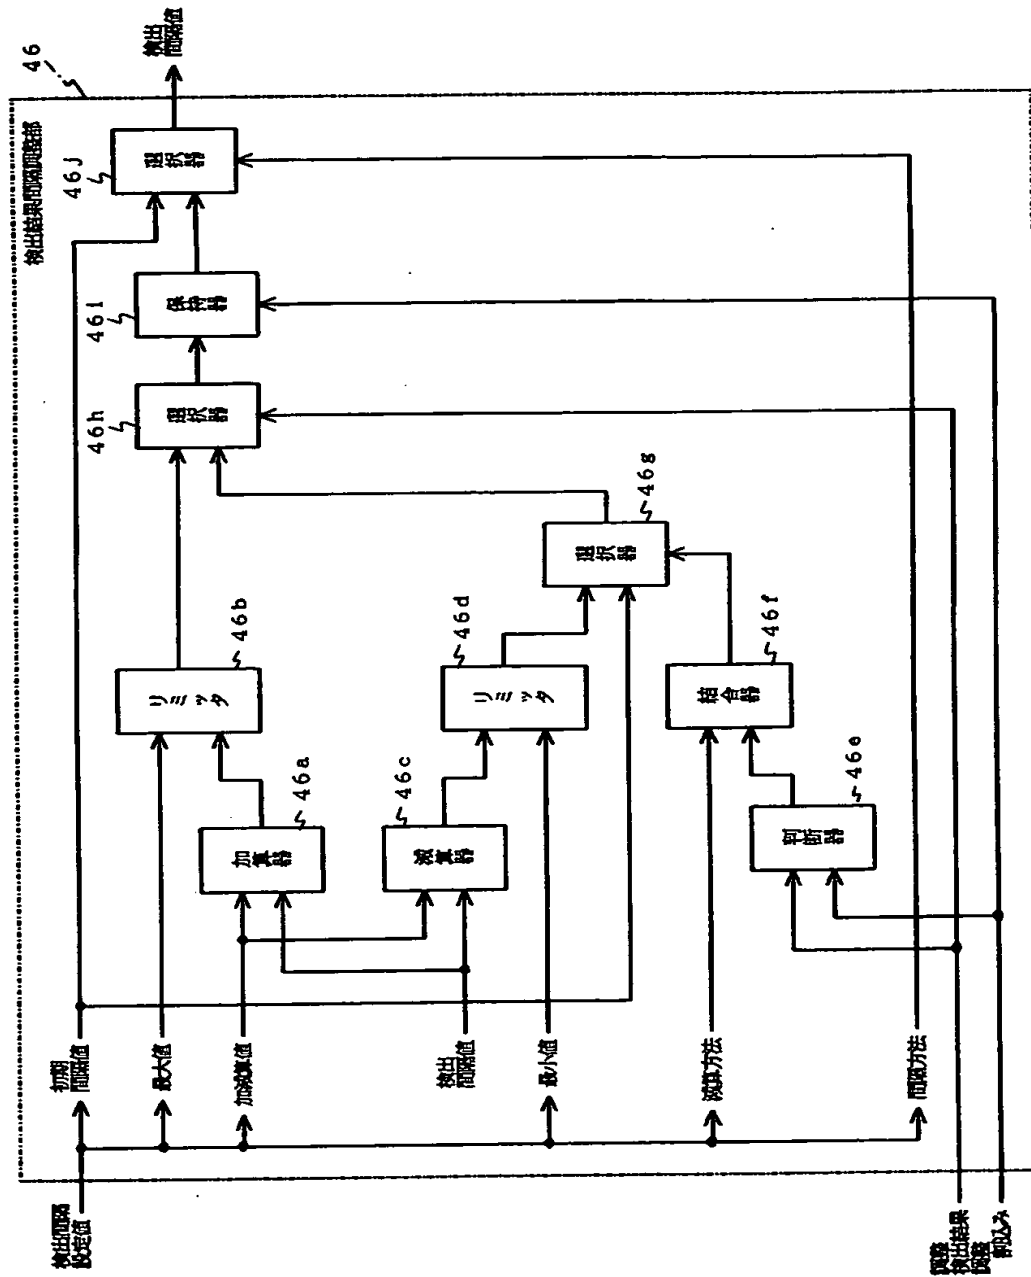 46
検出結果間隔調整部
検出間隔
設定値
初期
間隔値
最大値
加減算値
検出
間隔値
最小値
減算方法
間隔方法
調整
検出結果
調整
割込み
加算器
46a
リミッタ
46b
減算器
46c
リミッタ
46d
判断器
46e
結合器
46f
選択器
46g
選択器
46h
保持器
46i
選択器
46j
検出
間隔値